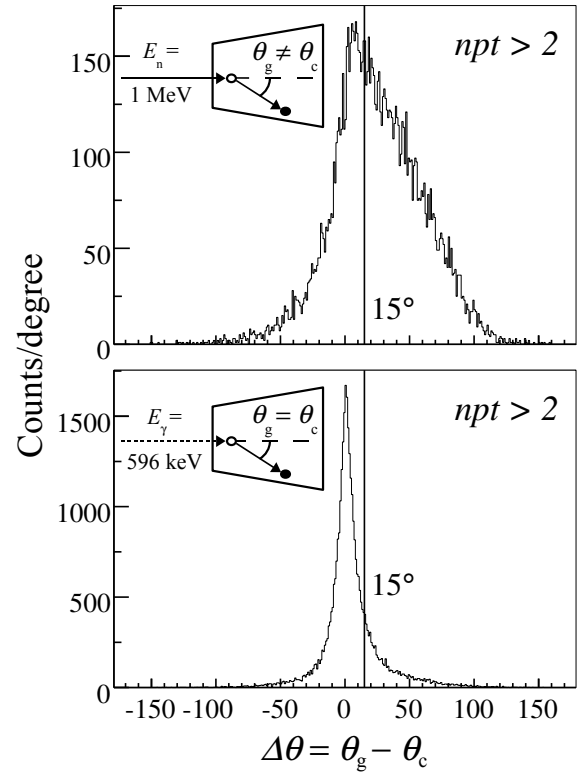 150
100
50
0
E_n =
1 MeV
θ_g ≠ θ_c
npt > 2
15°
Counts/degree
1500
1000
500
0
E_γ =
596 keV
θ_g = θ_c
npt > 2
15°
-150 -100 -50 0 50 100 150
Δθ = θ_g − θ_c